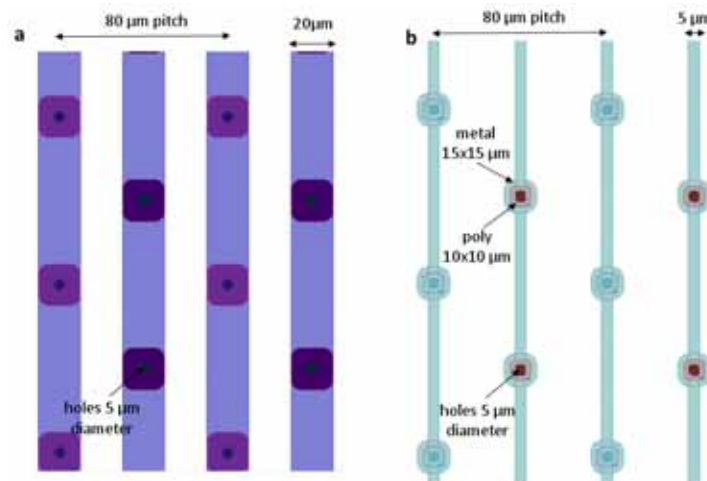 a
80 µm pitch
20µm
holes 5 µm
diameter
b
80 µm pitch
5 µm
metal
15x15 µm
poly
10x10 µm
holes 5 µm
diameter